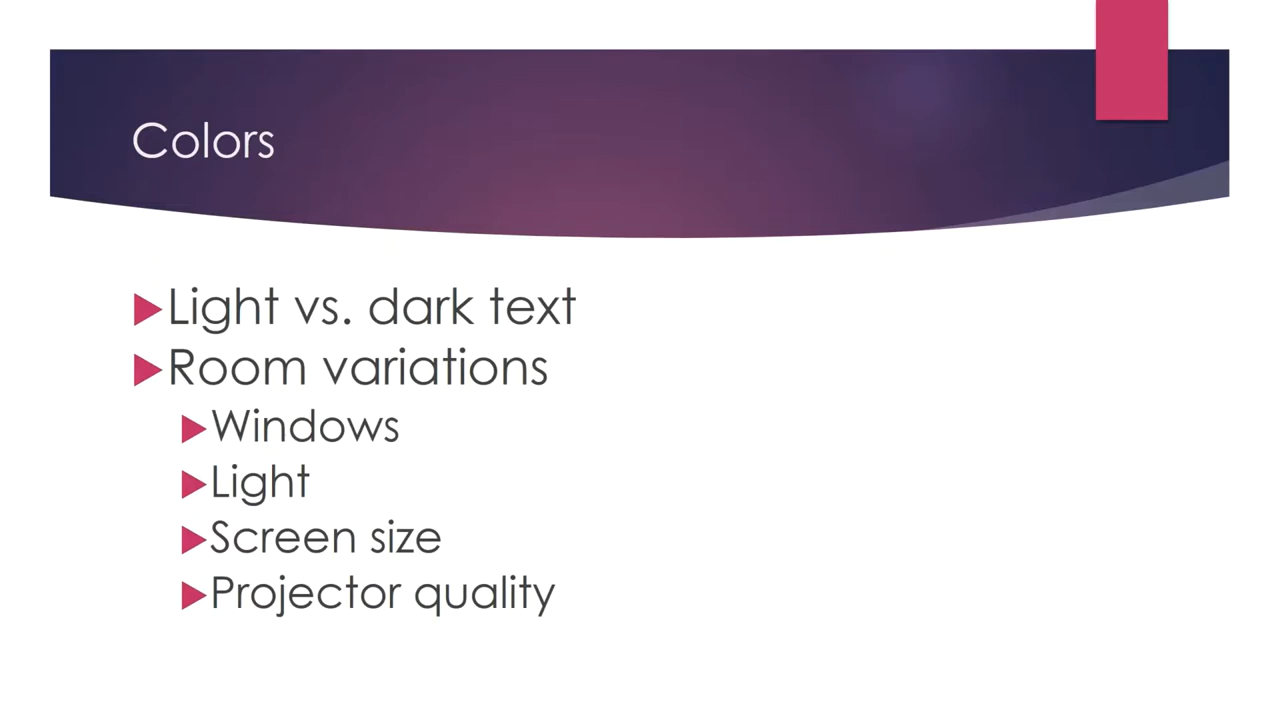 Colors
Light vs. dark text
Room variations
Windows
Light
Screen size
Projector quality